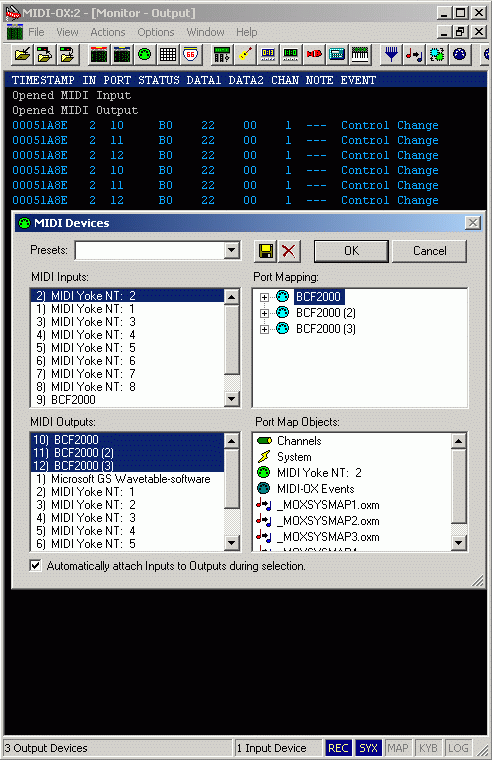 MIDI-OX:2 - [Monitor - Output]
File View Actions Options Window Help
TIMESTAMP IN PORT STATUS DATA1 DATA2 CHAN NOTE EVENT
Opened MIDI Input
Opened MIDI Output
00051A8E 2 10 B0 22 00 1 --- Control Change
00051A8E 2 11 B0 22 00 1 --- Control Change
00051A8E 2 12 B0 22 00 1 --- Control Change
00051A8E 2 10 B0 22 00 1 --- Control Change
00051A8E 2 11 B0 22 00 1 --- Control Change
00051A8E 2 12 B0 22 00 1 --- Control Change
MIDI Devices
Presets:
OK
Cancel
MIDI Inputs:
2) MIDI Yoke NT: 2
1) MIDI Yoke NT: 1
3) MIDI Yoke NT: 3
4) MIDI Yoke NT: 4
5) MIDI Yoke NT: 5
6) MIDI Yoke NT: 6
7) MIDI Yoke NT: 7
8) MIDI Yoke NT: 8
9) BCF2000
Port Mapping:
BCF2000
BCF2000 (2)
BCF2000 (3)
MIDI Outputs:
10) BCF2000
11) BCF2000 (2)
12) BCF2000 (3)
1) Microsoft GS Wavetable-software
2) MIDI Yoke NT: 1
3) MIDI Yoke NT: 2
4) MIDI Yoke NT: 3
5) MIDI Yoke NT: 4
6) MIDI Yoke NT: 5
Port Map Objects:
Channels
System
MIDI Yoke NT: 2
MIDI-OX Events
_MOXSYSMAP1.oxm
_MOXSYSMAP2.oxm
_MOXSYSMAP3.oxm
Automatically attach Inputs to Outputs during selection.
3 Output Devices
1 Input Device
REC SYX MAP KYB LOG